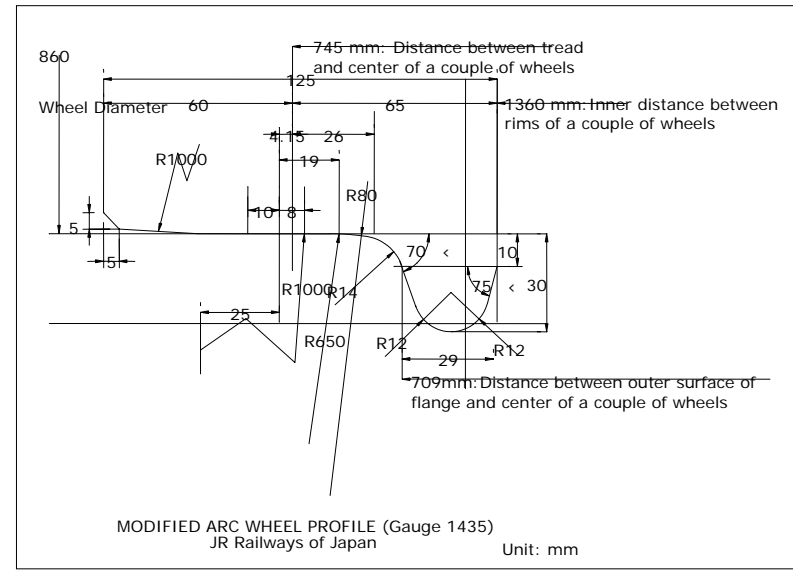 745 mm: Distance between tread
and center of a couple of wheels
860
125
Wheel Diameter
60
65
1360 mm:Inner distance between
rims of a couple of wheels
4.15
26
R1000
19
R80
10
8
5
5
70 <
10
R1000
R14
75 < 30
25
R650
R12
R12
29
709mm:Distance between outer surface of
flange and center of a couple of wheels
MODIFIED ARC WHEEL PROFILE (Gauge 1435)
JR Railways of Japan
Unit: mm